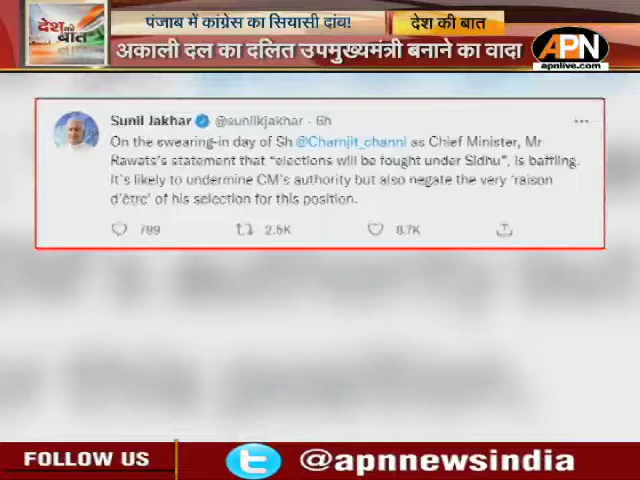 पंजाब में कांग्रेस का सियासी दांव!
देश की बात
देश की बात
अकाली दल का दलित उपमुख्यमंत्री बनाने का वादा
APN
apnlive.com
Sunil Jakhar @sunilkjakhar · 6h
On the swearing-in day of Sh @Charnjit_channi as Chief Minister, Mr
Rawats's statement that "elections will be fought under Sidhu", is baffling.
It's likely to undermine CM's authority but also negate the very 'raison
d'être' of his selection for this position.
799 2.5K 8.7K
FOLLOW US @apnnewsindia